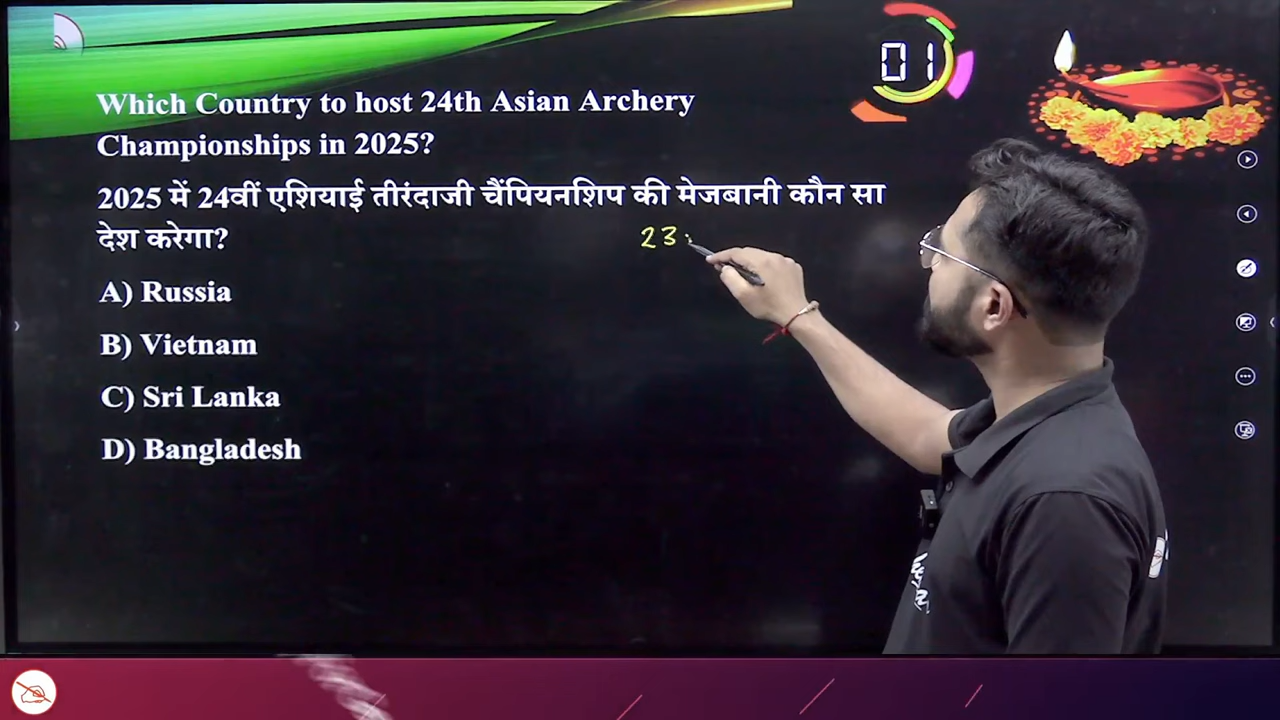 01
Which Country to host 24th Asian Archery
Championships in 2025?
2025 में 24वीं एशियाई तीरंदाजी चैंपियनशिप की मेजबानी कौन सा
देश करेगा?
23
A) Russia
B) Vietnam
C) Sri Lanka
D) Bangladesh